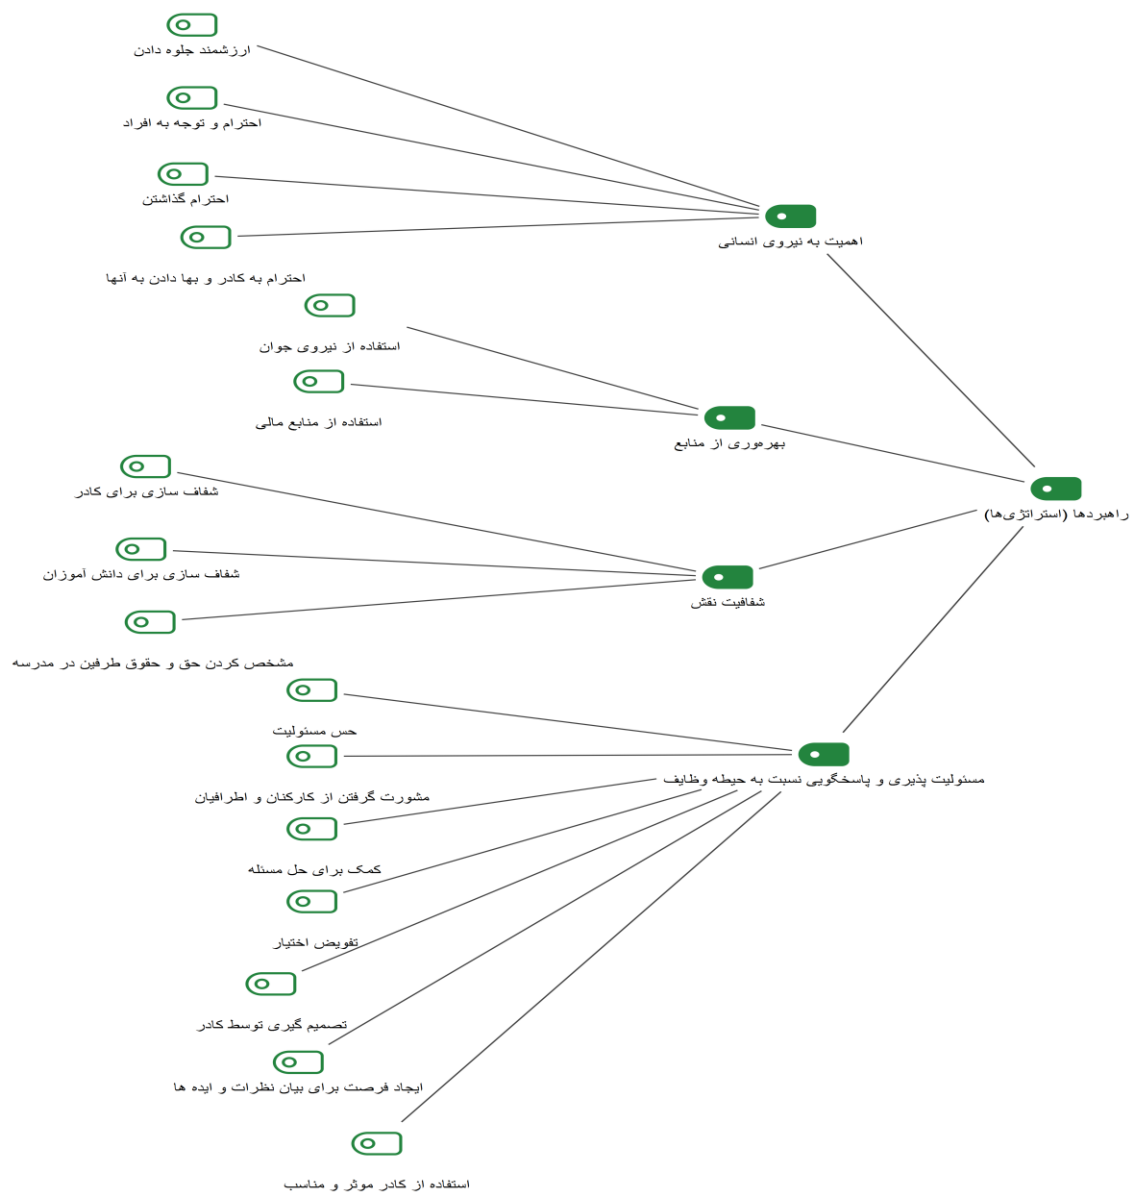 ارزشمند جلوه دادن
احترام و توجه به افراد
احترام گذاشتن
اهمیت به نیروی انسانی
احترام به کادر و بها دادن به آنها
استفاده از نیروی جوان
استفاده از منابع مالی
بهره‌وری از منابع
شفاف سازی برای کادر
راهبردها (استراتژی‌ها)
شفاف سازی برای دانش آموزان
شفافیت نقش
مشخص کردن حق و حقوق طرفین در مدرسه
حس مسئولیت
مسئولیت پذیری و پاسخگویی نسبت به حیطه وظایف
مشورت گرفتن از کارکنان و اطرافیان
کمک برای حل مسئله
تفویض اختیار
تصمیم گیری توسط کادر
ایجاد فرصت برای بیان نظرات و ایده ها
استفاده از کادر موثر و مناسب